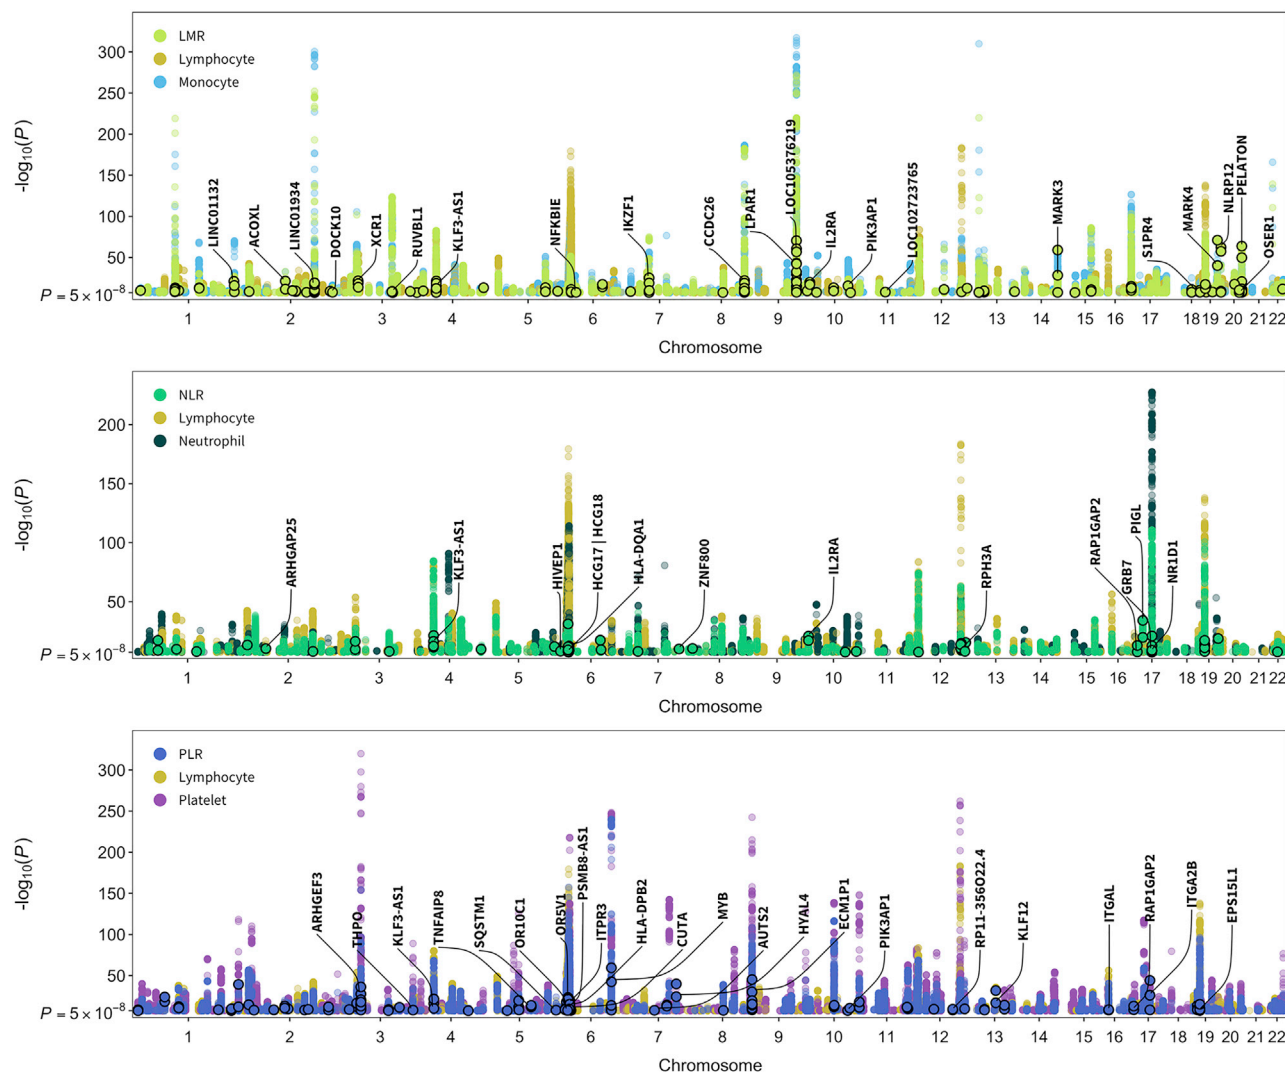 -log10(P)
300
250
200
150
100
50
P = 5 × 10-8
LMR
Lymphocyte
Monocyte
LINC01132
ACOXL
LINC01934
DOCK10
XCR1
RUVBL1
KLF3-AS1
NFKBIE
IKZF1
CCDC26
LPAR1
LOC105376219
IL2RA
PIK3AP1
LOC102723765
MARK3
S1PR4
MARK4
NLRP12
PELATON
OSER1
1 2 3 4 5 6 7 8 9 10 11 12 13 14 15 16 17 18 19 20 21 22
Chromosome
-log10(P)
200
150
100
50
P = 5 × 10-8
NLR
Lymphocyte
Neutrophil
ARHGAP25
KLF3-AS1
HIVEP1
HCG17 | HCG18
HLA-DQA1
ZNF800
IL2RA
RPH3A
RAP1GAP2
GRB7
PIGL
NR1D1
1 2 3 4 5 6 7 8 9 10 11 12 13 14 15 16 17 18 19 20 21 22
Chromosome
-log10(P)
300
250
200
150
100
50
P = 5 × 10-8
PLR
Lymphocyte
Platelet
ARHGEF3
THPO
KLF3-AS1
TNFAIP8
SQSTM1
OR10C1
OR5V1
PSMB8-AS1
ITPR3
HLA-DPB2
CUTA
MYB
AUTS2
HYAL4
ECM1P1
PIK3AP1
RP11-356O22.4
KLF12
ITGAL
RAP1GAP2
ITGA2B
EPS15L1
1 2 3 4 5 6 7 8 9 10 11 12 13 14 15 16 17 18 19 20 21 22
Chromosome